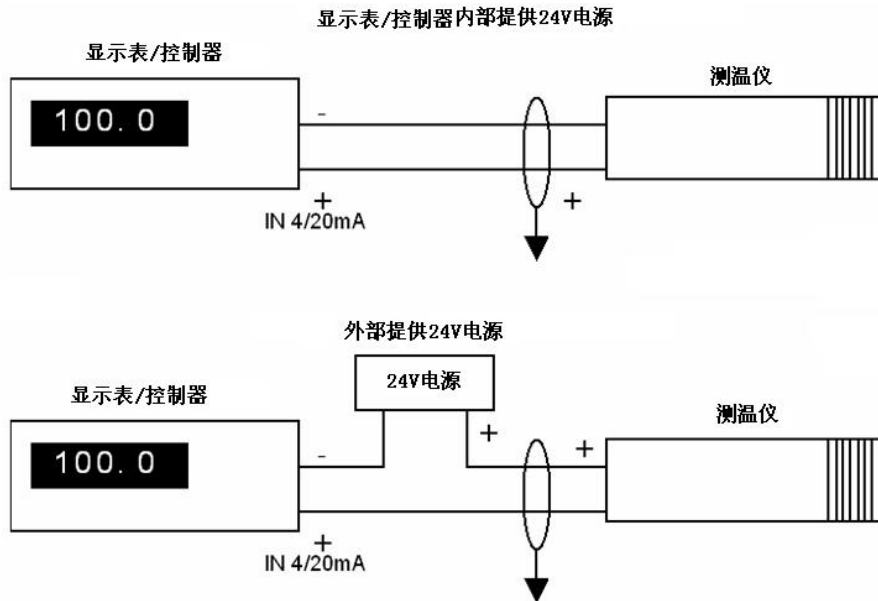 显示表/控制器内部提供24V电源
显示表/控制器
测温仪
100.0
-
+
+
IN 4/20mA
外部提供24V电源
24V电源
显示表/控制器
测温仪
+
+
100.0
-
+
IN 4/20mA